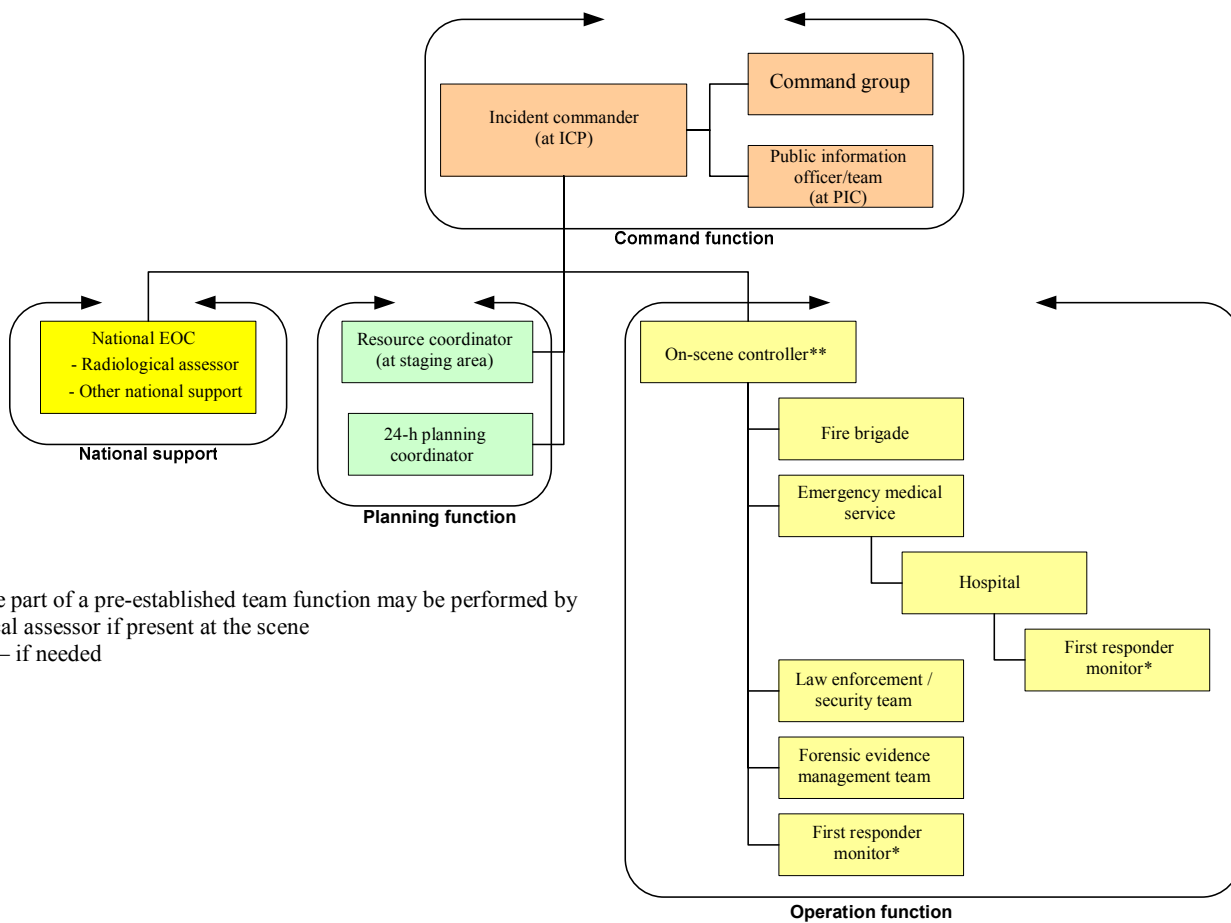 Incident commander
(at ICP)
Command group
Public information
officer/team
(at PIC)
Command function
National EOC
- Radiological assessor
- Other national support
National support
Resource coordinator
(at staging area)
24-h planning
coordinator
Planning function
On-scene controller**
Fire brigade
Emergency medical
service
Hospital
First responder
monitor*
Law enforcement /
security team
Forensic evidence
management team
First responder
monitor*
Operation function
part of a pre-established team function may be performed by
assessor if present at the scene
– if needed